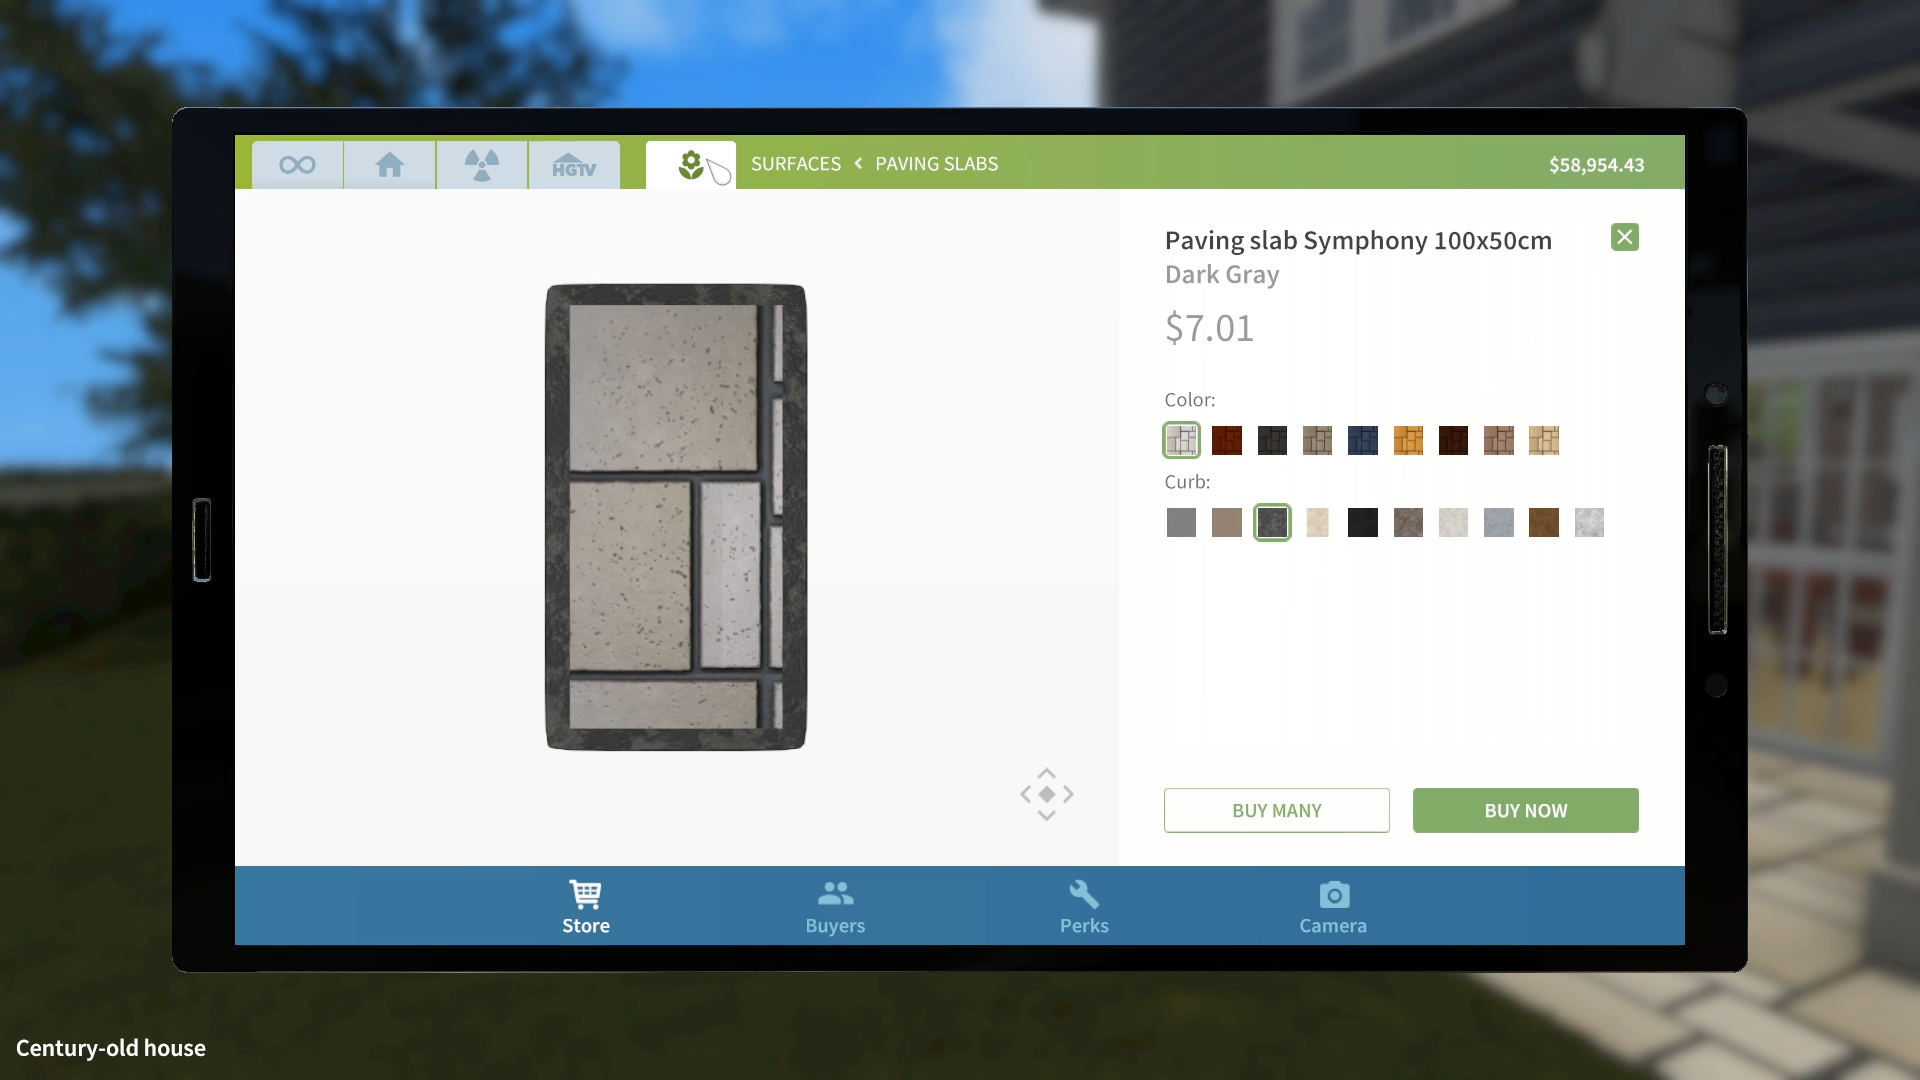 HGTV
SURFACES < PAVING SLABS
$58,954.43
Paving slab Symphony 100x50cm
Dark Gray
$7.01
Color:
Curb:
BUY MANY
BUY NOW
Store
Buyers
Perks
Camera
Century-old house